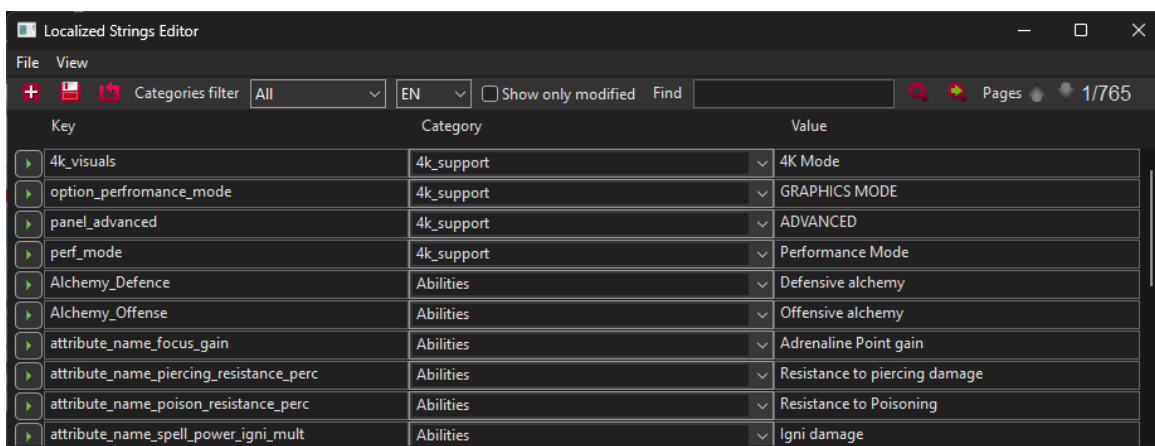 Localized Strings Editor
File View
Categories filter All EN Show only modified Find Pages 1/765
Key Category Value
4k_visuals 4k_support 4K Mode
option_perfromance_mode 4k_support GRAPHICS MODE
panel_advanced 4k_support ADVANCED
perf_mode 4k_support Performance Mode
Alchemy_Defence Abilities Defensive alchemy
Alchemy_Offense Abilities Offensive alchemy
attribute_name_focus_gain Abilities Adrenaline Point gain
attribute_name_piercing_resistance_perc Abilities Resistance to piercing damage
attribute_name_poison_resistance_perc Abilities Resistance to Poisoning
attribute_name_spell_power_igni_mult Abilities Igni damage